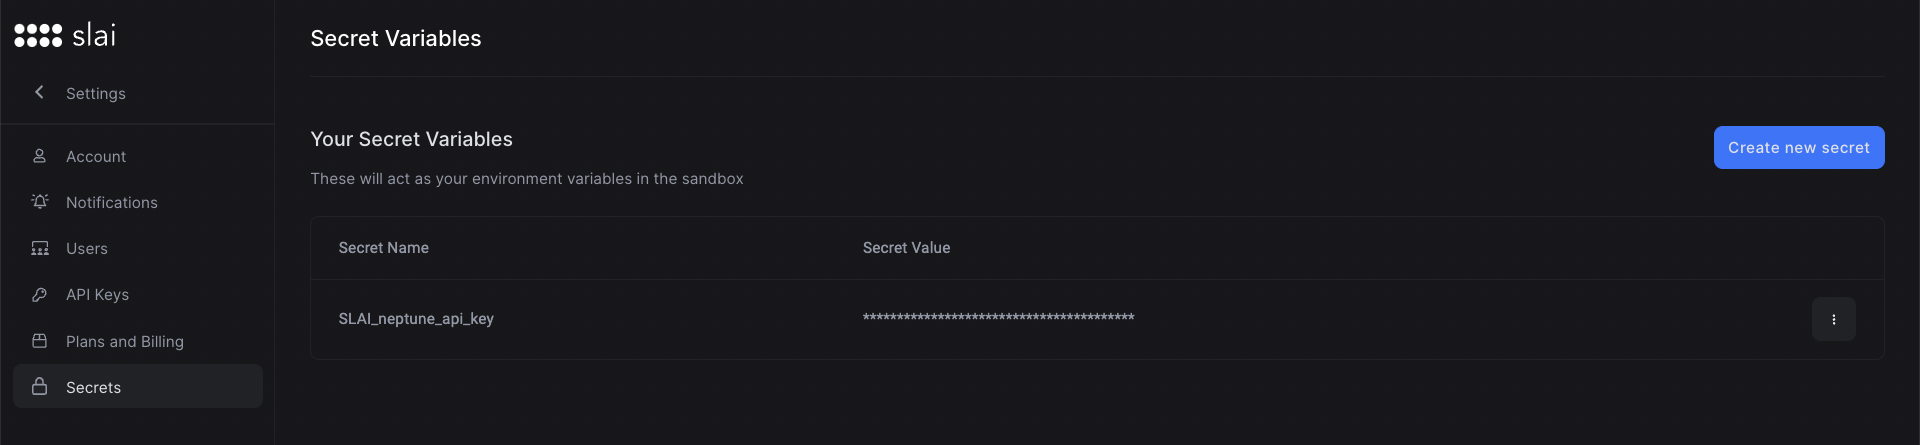 slai
Settings
Account
Notifications
Users
API Keys
Plans and Billing
Secrets
Secret Variables
Your Secret Variables
Create new secret
These will act as your environment variables in the sandbox
Secret Name Secret Value
SLAI_neptune_api_key ****************************************